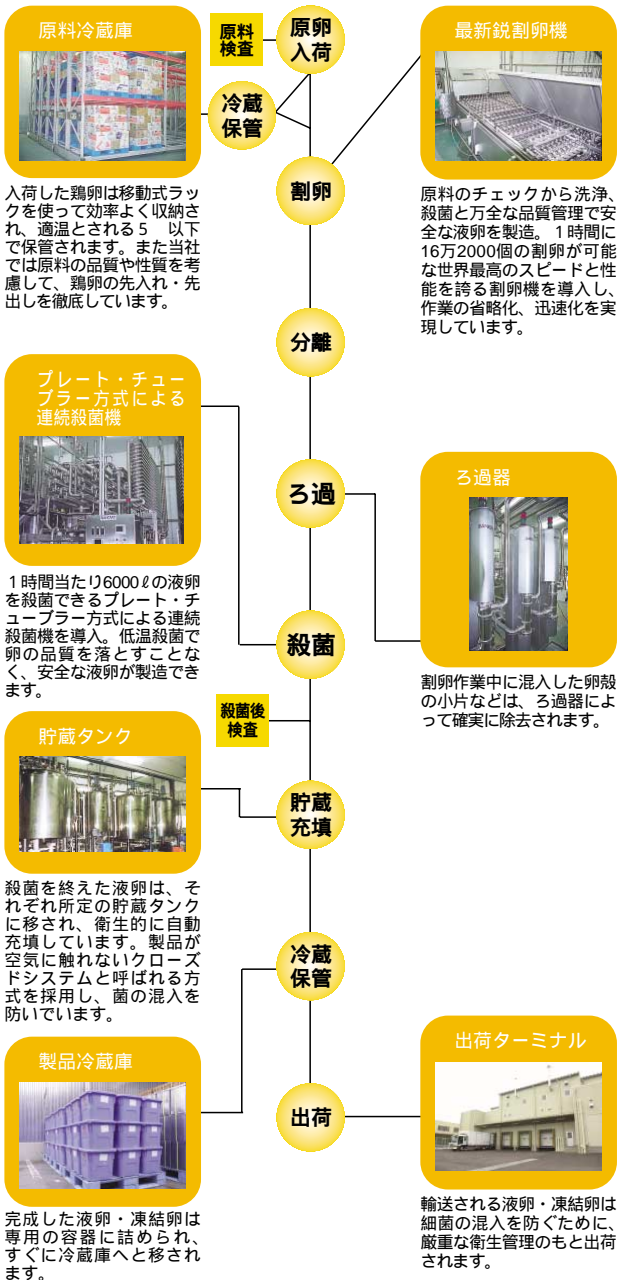 原料冷蔵庫
入荷した鶏卵は移動式ラッ
クを使って効率よく収納さ
れ、適温とされる5　以下
で保管されます。また当社
では原料の品質や性質を考
慮して、鶏卵の先入れ・先
出しを徹底しています。
原料
検査
原卵
入荷
冷蔵
保管
割卵
最新鋭割卵機
原料のチェックから洗浄、
殺菌と万全な品質管理で安
全な液卵を製造。1時間に
16万2000個の割卵が可能
な世界最高のスピードと性
能を誇る割卵機を導入し、
作業の省略化、迅速化を実
現しています。
分離
プレート・チュー
ブラー方式による
連続殺菌機
1時間当たり6000ℓの液卵
を殺菌できるプレート・チ
ューブラー方式による連続
殺菌機を導入。低温殺菌で
卵の品質を落とすことな
く、安全な液卵が製造でき
ます。
ろ過
ろ過器
割卵作業中に混入した卵殻
の小片などは、ろ過器によ
って確実に除去されます。
殺菌
殺菌後
検査
貯蔵タンク
殺菌を終えた液卵は、そ
れぞれ所定の貯蔵タンク
に移され、衛生的に自動
充填しています。製品が
空気に触れないクローズ
ドシステムと呼ばれる方
式を採用し、菌の混入を
防いでいます。
貯蔵
充填
冷蔵
保管
製品冷蔵庫
完成した液卵・凍結卵は
専用の容器に詰められ、
すぐに冷蔵庫へと移され
ます。
出荷
出荷ターミナル
輸送される液卵・凍結卵は
細菌の混入を防ぐために、
厳重な衛生管理のもと出荷
されます。